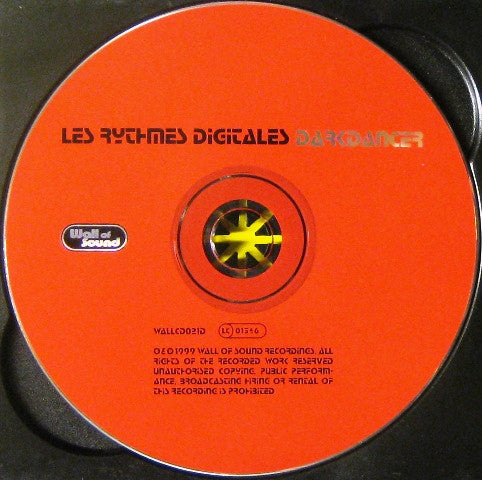 LES RYTHMES DIGITALES DARKDANCER
Wall of
Sound
WALLCD021D LC 01546
℗&©1999 WALL OF SOUND RECORDINGS. ALL
RIGHTS OF THE RECORDED WORK RESERVED
UNAUTHORISED COPYING, PUBLIC PERFORM-
ANCE, BROADCASTING HIRING OR RENTAL OF
THIS RECORDING IS PROHIBITED